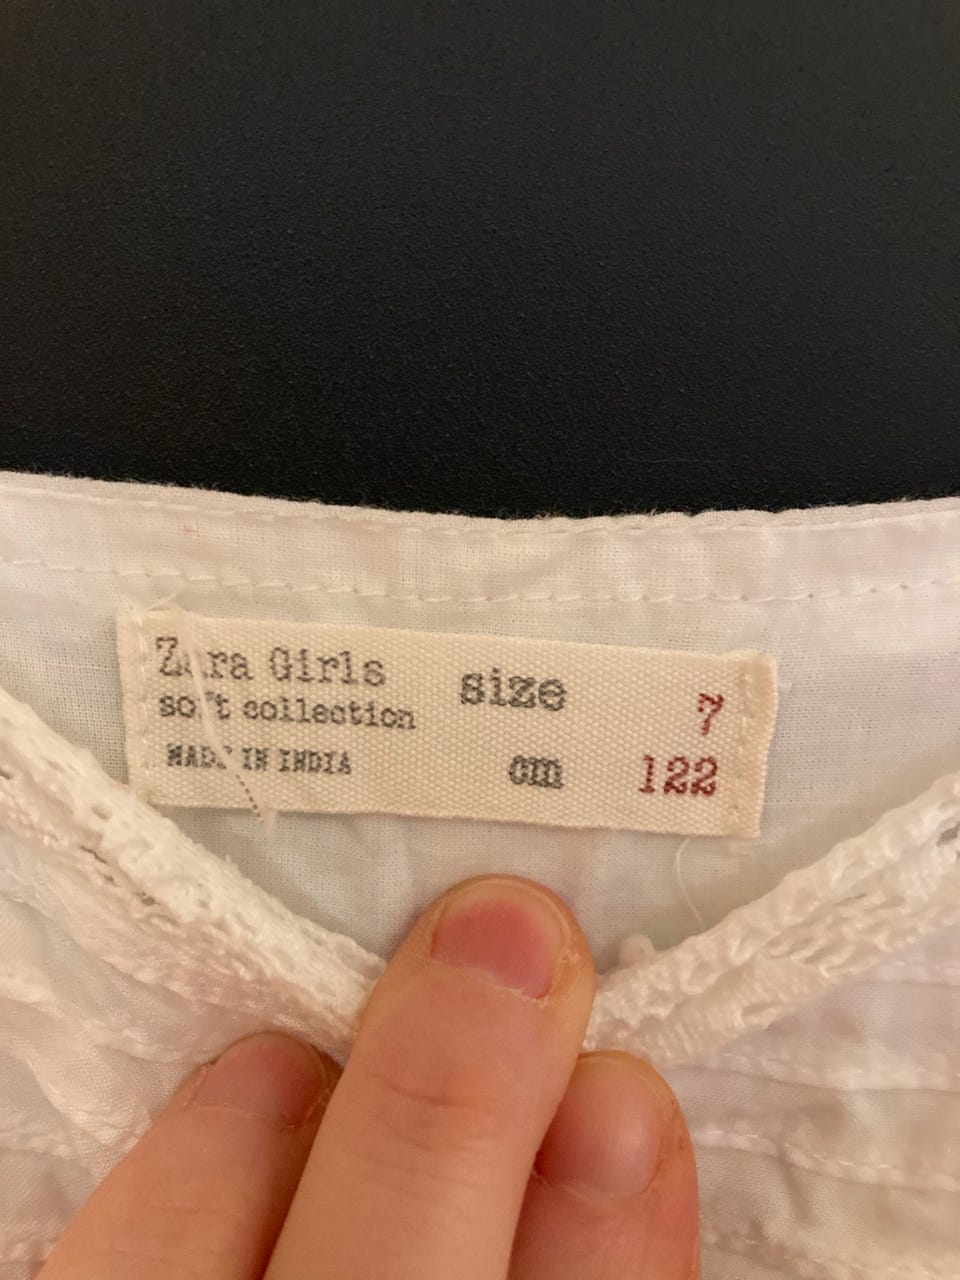 Zara Girls
soft collection
MADE IN INDIA
size 7
cm 122